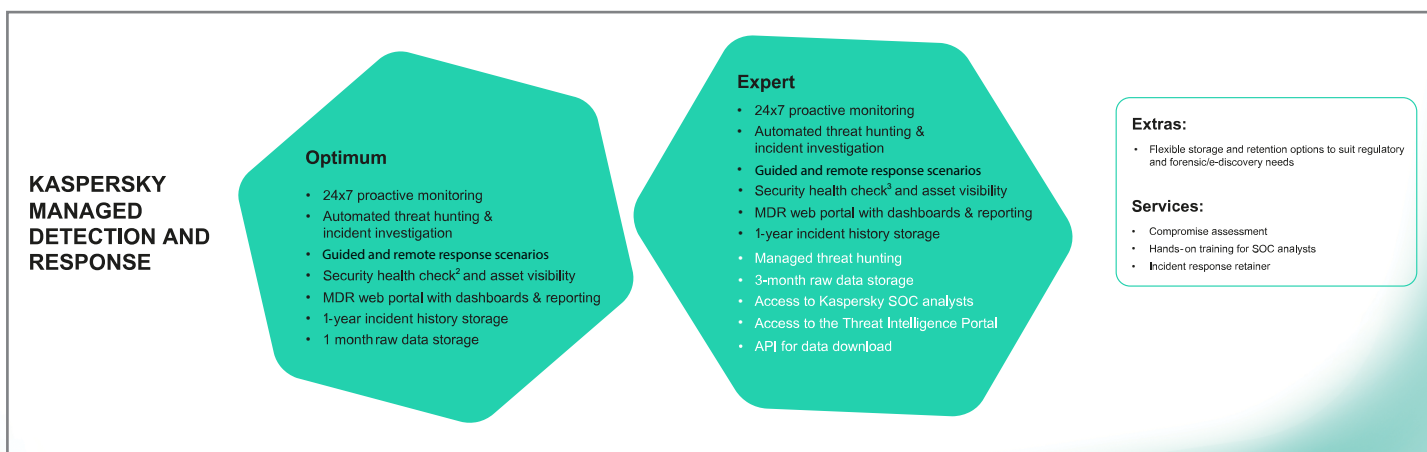 KASPERSKY
MANAGED
DETECTION AND
RESPONSE
Optimum
• 24x7 proactive monitoring
• Automated threat hunting &
incident investigation
• Guided and remote response scenarios
• Security health check² and asset visibility
• MDR web portal with dashboards & reporting
• 1-year incident history storage
• 1 month raw data storage
Expert
• 24x7 proactive monitoring
• Automated threat hunting &
incident investigation
• Guided and remote response scenarios
• Security health check³ and asset visibility
• MDR web portal with dashboards & reporting
• 1-year incident history storage
• Managed threat hunting
• 3-month raw data storage
• Access to Kaspersky SOC analysts
• Access to the Threat Intelligence Portal
• API for data download
Extras:
• Flexible storage and retention options to suit regulatory
and forensic/e-discovery needs
Services:
• Compromise assessment
• Hands-on training for SOC analysts
• Incident response retainer